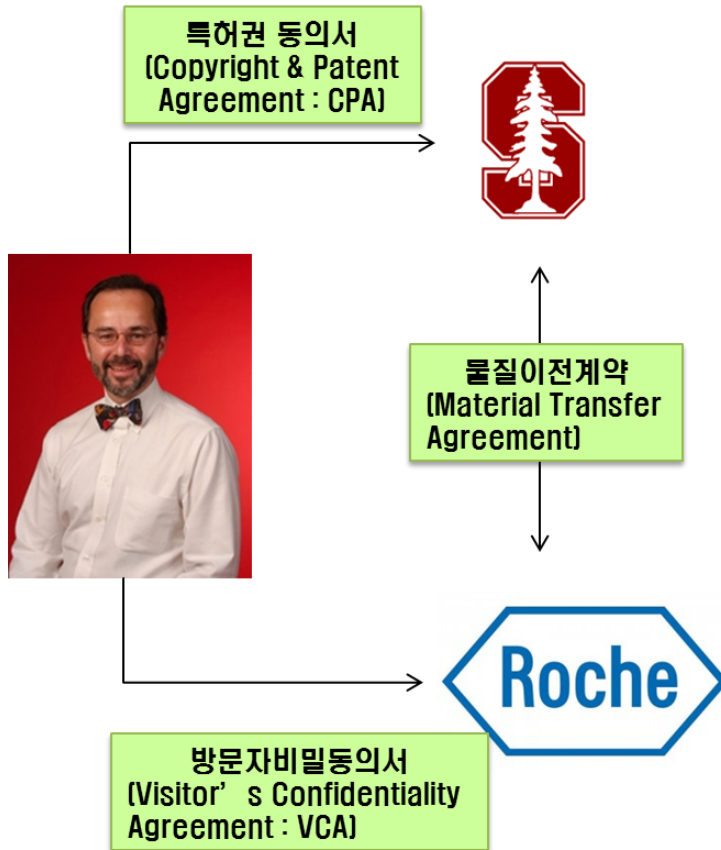 특허권 동의서
(Copyright & Patent
Agreement : CPA)
S
물질이전계약
(Material Transfer
Agreement)
Roche
방문자비밀동의서
(Visitor’ s Confidentiality
Agreement : VCA)